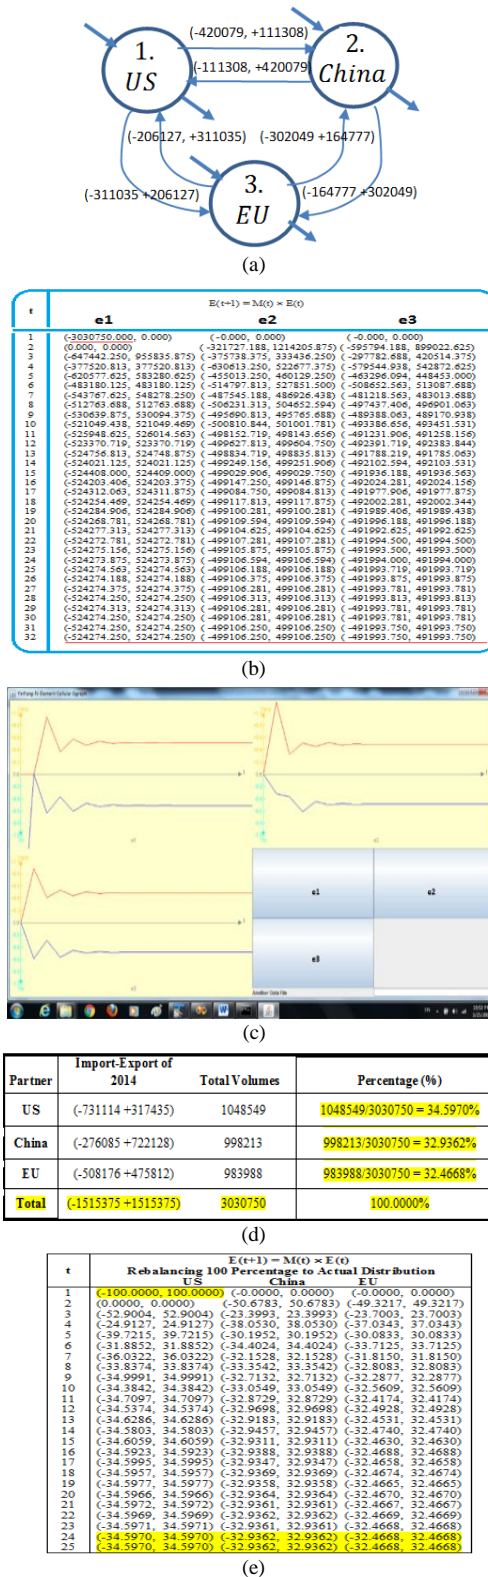 (-420079, +111308)
1.
US
2.
China
(-111308, +420079)
(-206127, +311035)
(-302049 +164777)
(-311035 +206127)
3.
EU
(-164777 +302049)
(a)
t E(t+1) = M(t) × E(t)
e1 e2 e3
1 (-3030750.000, 0.000) (-0.000, 0.000) (-0.000, 0.000)
2 (0.000, 0.000) (-321727.188, 1214205.875) (-595794.188, 899022.625)
3 (-647442.250, 955835.875) (-375738.375, 333436.250) (-297782.688, 420514.375)
4 (-377520.813, 377520.813) (-630613.250, 522677.375) (-579544.938, 542872.625)
5 (-620577.625, 583280.625) (-455013.250, 460129.250) (-463296.094, 448453.000)
6 (-483180.125, 483180.125) (-514797.813, 527851.500) (-508652.563, 513087.688)
7 (-543767.625, 548278.250) (-487545.188, 486926.438) (-481218.563, 483013.688)
8 (-512763.688, 512763.688) (-506231.313, 504652.594) (-497437.406, 496901.063)
9 (-530639.875, 530094.375) (-495690.813, 495765.688) (-489388.063, 489170.938)
10 (-521049.438, 521049.469) (-500810.844, 501001.781) (-493386.656, 493451.531)
11 (-525948.625, 526014.563) (-498152.719, 498143.656) (-491231.906, 491258.156)
12 (-523370.719, 523370.719) (-499627.563, 499604.750) (-492391.719, 492383.844)
13 (-524756.813, 524748.875) (-498834.719, 498835.813) (-491788.219, 491785.063)
14 (-524021.125, 524021.125) (-499249.156, 499251.906) (-492102.594, 492103.531)
15 (-524408.000, 524409.000) (-499029.906, 499029.750) (-491936.188, 491936.563)
16 (-524203.406, 524203.375) (-499147.250, 499146.875) (-492024.281, 492024.156)
17 (-524312.063, 524311.875) (-499084.750, 499084.813) (-491977.906, 491977.875)
18 (-524254.469, 524254.469) (-499117.813, 499117.875) (-492002.281, 492002.344)
19 (-524284.906, 524284.906) (-499100.281, 499100.281) (-491989.406, 491989.438)
20 (-524268.781, 524268.781) (-499109.594, 499109.594) (-491996.188, 491996.188)
21 (-524277.313, 524277.313) (-499104.625, 499104.625) (-491992.625, 491992.625)
22 (-524272.781, 524272.781) (-499107.281, 499107.281) (-491994.500, 491994.500)
23 (-524275.156, 524275.156) (-499105.875, 499105.875) (-491993.500, 491993.500)
24 (-524273.875, 524273.875) (-499106.594, 499106.594) (-491994.000, 491994.000)
25 (-524274.563, 524274.563) (-499106.188, 499106.188) (-491993.719, 491993.719)
26 (-524274.188, 524274.188) (-499106.375, 499106.375) (-491993.875, 491993.875)
27 (-524274.375, 524274.375) (-499106.281, 499106.281) (-491993.781, 491993.781)
28 (-524274.250, 524274.250) (-499106.313, 499106.313) (-491993.813, 491993.813)
29 (-524274.313, 524274.313) (-499106.281, 499106.281) (-491993.781, 491993.781)
30 (-524274.250, 524274.250) (-499106.281, 499106.281) (-491993.781, 491993.781)
31 (-524274.250, 524274.250) (-499106.250, 499106.250) (-491993.750, 491993.750)
32 (-524274.250, 524274.250) (-499106.250, 499106.250) (-491993.750, 491993.750)
(b)
e1 e2
e3
Another Data File
(c)
Partner Import-Export of 2014 Total Volumes Percentage (%)
US (-731114 +317435) 1048549 1048549/3030750 = 34.5970%
China (-276085 +722128) 998213 998213/3030750 = 32.9362%
EU (-508176 +475812) 983988 983988/3030750 = 32.4668%
Total (-1515375 +1515375) 3030750 100.0000%
(d)
t E(t+1) = M(t) × E(t)
Rebalancing 100 Percentage to Actual Distribution
US China EU
1 (-100.0000, 100.0000) (-0.0000, 0.0000) (-0.0000, 0.0000)
2 (0.0000, 0.0000) (-50.6783, 50.6783) (-49.3217, 49.3217)
3 (-52.9004, 52.9004) (-23.3993, 23.3993) (-23.7003, 23.7003)
4 (-24.9127, 24.9127) (-38.0530, 38.0530) (-37.0343, 37.0343)
5 (-39.7215, 39.7215) (-30.1952, 30.1952) (-30.0833, 30.0833)
6 (-31.8852, 31.8852) (-34.4024, 34.4024) (-33.7125, 33.7125)
7 (-36.0322, 36.0322) (-32.1528, 32.1528) (-31.8150, 31.8150)
8 (-33.8374, 33.8374) (-33.3542, 33.3542) (-32.8083, 32.8083)
9 (-34.9991, 34.9991) (-32.7132, 32.7132) (-32.2877, 32.2877)
10 (-34.3842, 34.3842) (-33.0549, 33.0549) (-32.5609, 32.5609)
11 (-34.7097, 34.7097) (-32.8729, 32.8729) (-32.4174, 32.4174)
12 (-34.5374, 34.5374) (-32.9698, 32.9698) (-32.4928, 32.4928)
13 (-34.6286, 34.6286) (-32.9183, 32.9183) (-32.4531, 32.4531)
14 (-34.5803, 34.5803) (-32.9457, 32.9457) (-32.4740, 32.4740)
15 (-34.6059, 34.6059) (-32.9311, 32.9311) (-32.4630, 32.4630)
16 (-34.5923, 34.5923) (-32.9388, 32.9388) (-32.4688, 32.4688)
17 (-34.5995, 34.5995) (-32.9347, 32.9347) (-32.4658, 32.4658)
18 (-34.5957, 34.5957) (-32.9369, 32.9369) (-32.4674, 32.4674)
19 (-34.5977, 34.5977) (-32.9358, 32.9358) (-32.4665, 32.4665)
20 (-34.5966, 34.5966) (-32.9364, 32.9364) (-32.4670, 32.4670)
21 (-34.5972, 34.5972) (-32.9361, 32.9361) (-32.4667, 32.4667)
22 (-34.5969, 34.5969) (-32.9362, 32.9362) (-32.4669, 32.4669)
23 (-34.5971, 34.5971) (-32.9361, 32.9361) (-32.4668, 32.4668)
24 (-34.5970, 34.5970) (-32.9362, 32.9362) (-32.4668, 32.4668)
25 (-34.5970, 34.5970) (-32.9362, 32.9362) (-32.4668, 32.4668)
(e)